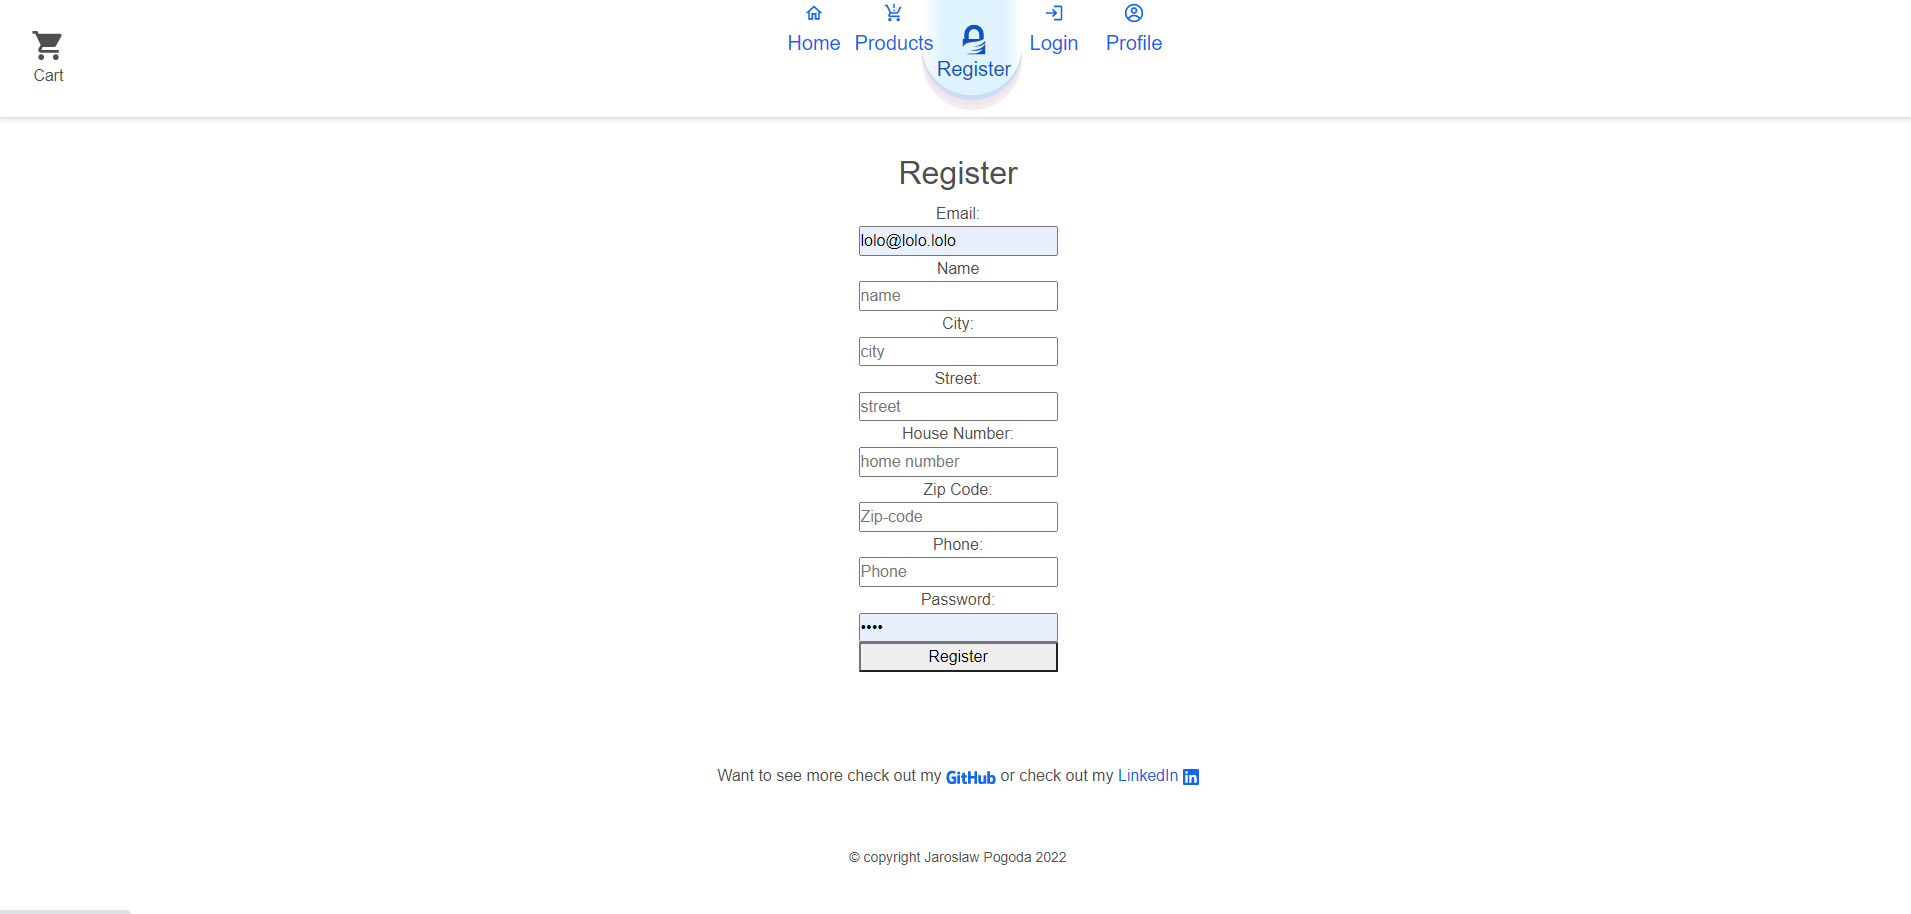 Cart
Home Products Register Login Profile
Register
Email:
lolo@lolo.lolo
Name
name
City:
city
Street:
street
House Number:
home number
Zip Code:
Zip-code
Phone:
Phone
Password:
••••
Register
Want to see more check out my GitHub or check out my LinkedIn in
© copyright Jaroslaw Pogoda 2022